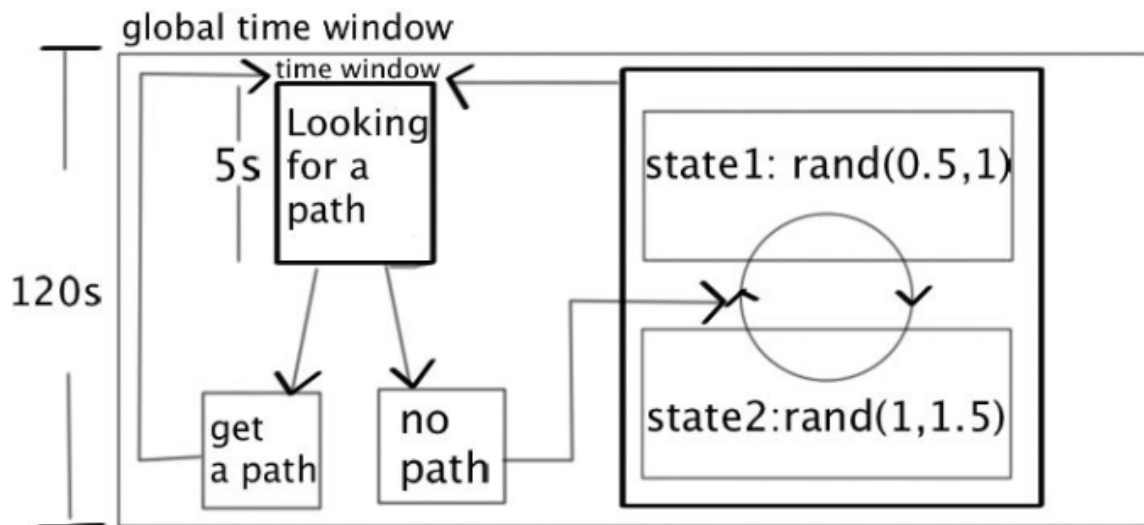 global time window
time window
Looking
for a
path
5s
120s
state1: rand(0.5,1)
state2:rand(1,1.5)
get
a path
no
path